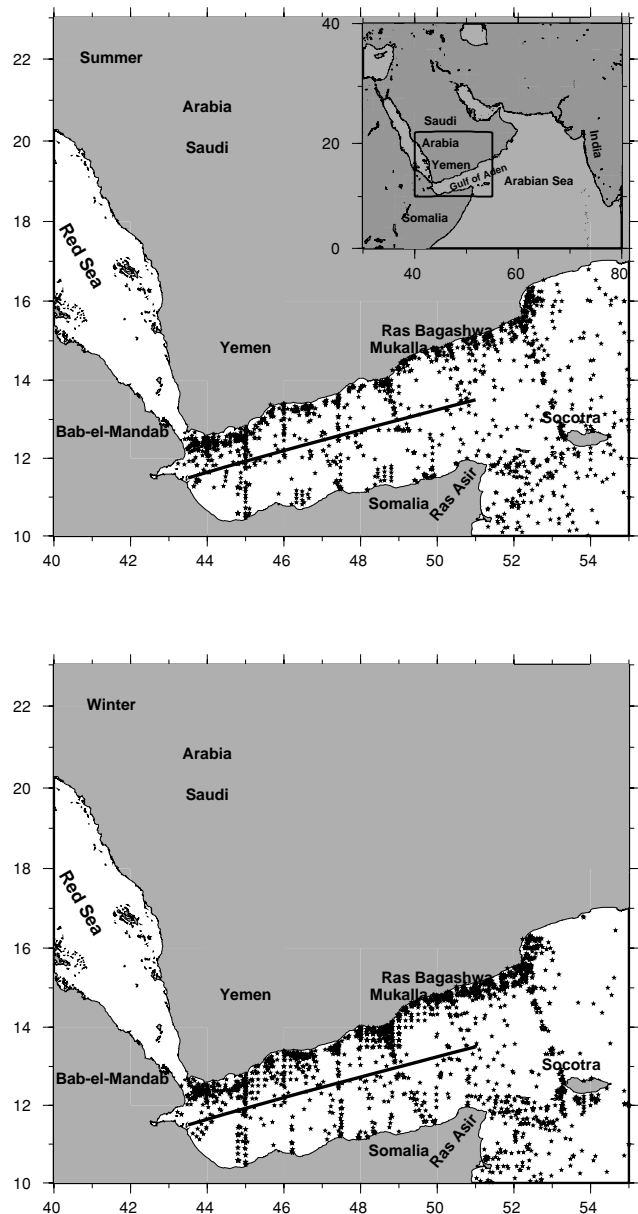 Summer
Arabia
Saudi
Red Sea
Yemen
Ras Bagashwa
Mukalla
Bab-el-Mandab
Socotra
Somalia
Ras Asir
22
20
18
16
14
12
10
40 42 44 46 48 50 52 54
40
20
0
40 60 80
Saudi
Arabia
Yemen
Gulf of Aden
Arabian Sea
India
Somalia
Winter
Arabia
Saudi
Red Sea
Yemen
Ras Bagashwa
Mukalla
Bab-el-Mandab
Socotra
Somalia
Ras Asir
22
20
18
16
14
12
10
40 42 44 46 48 50 52 54